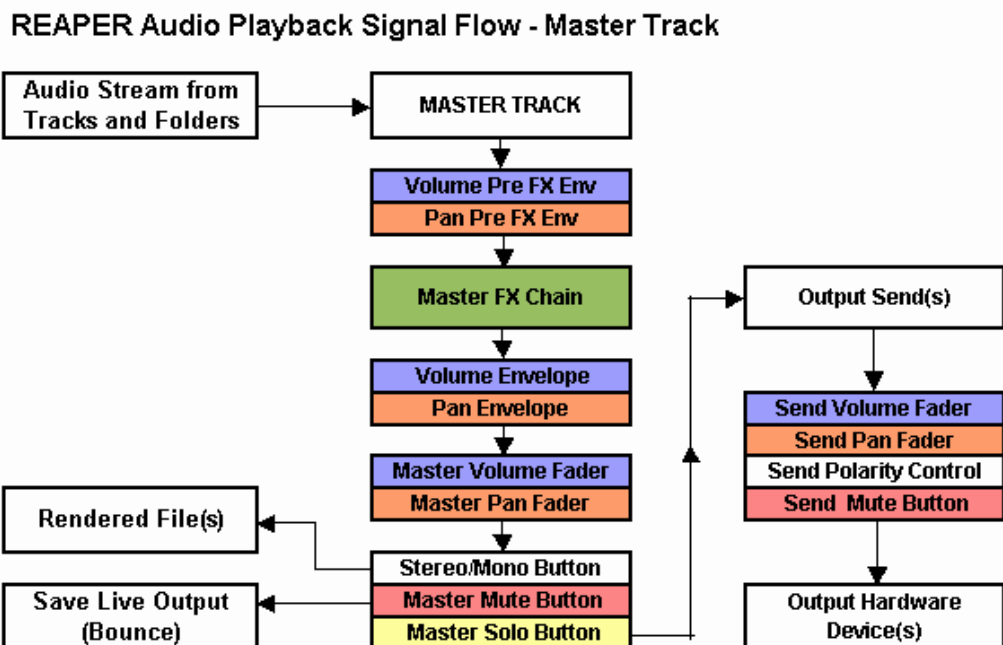 REAPER Audio Playback Signal Flow - Master Track
Audio Stream from
Tracks and Folders
MASTER TRACK
Volume Pre FX Env
Pan Pre FX Env
Master FX Chain
Volume Envelope
Pan Envelope
Master Volume Fader
Master Pan Fader
Stereo/Mono Button
Master Mute Button
Master Solo Button
Rendered File(s)
Save Live Output
(Bounce)
Output Send(s)
Send Volume Fader
Send Pan Fader
Send Polarity Control
Send Mute Button
Output Hardware
Device(s)